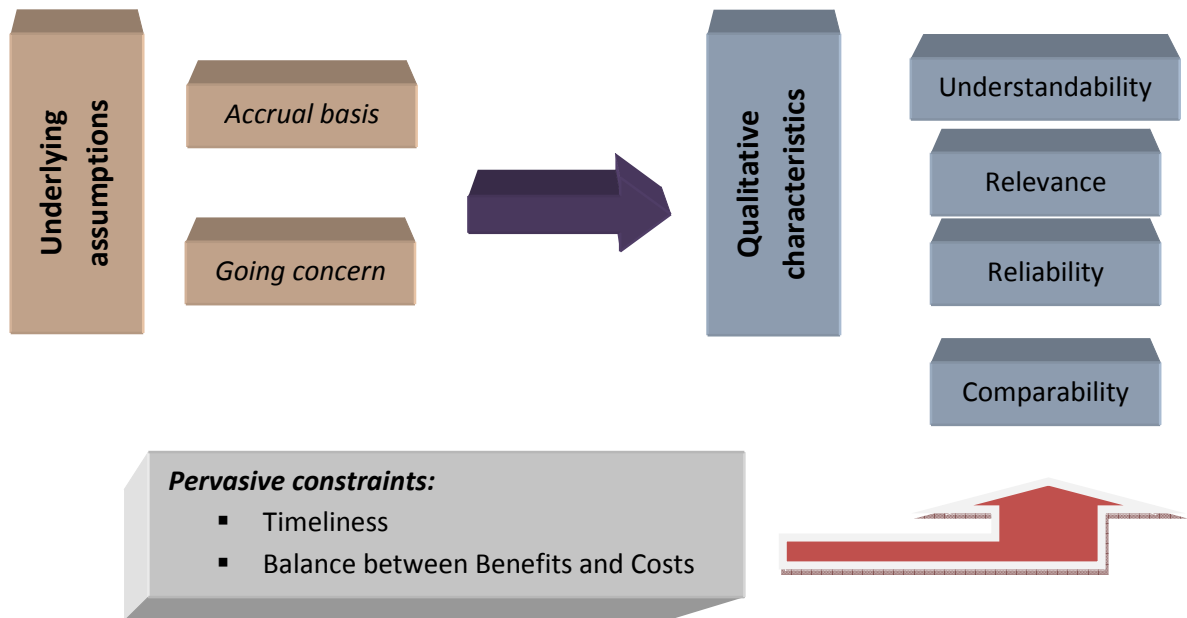 Underlying
assumptions
Accrual basis
Going concern
Qualitative
characteristics
Understandability
Relevance
Reliability
Comparability
Pervasive constraints:
▪ Timeliness
▪ Balance between Benefits and Costs